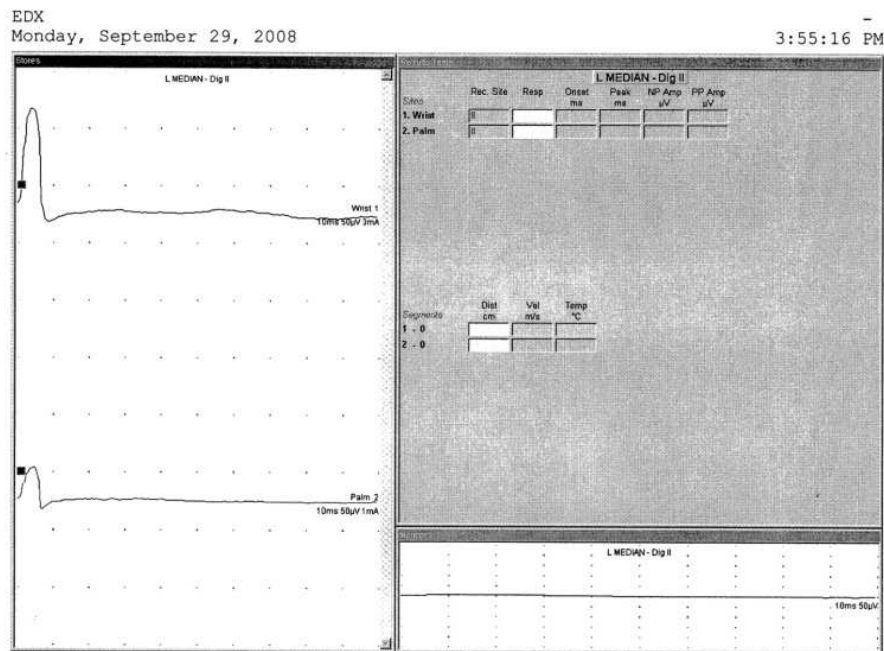 EDX
Monday, September 29, 2008
3:55:16 PM
Stores
L MEDIAN - Dig II
Wrist 1
10ms 50µV 3mA
Palm 2
10ms 50µV 1mA
L MEDIAN - Dig II
Rec. Site Resp Onset Peak NP Amp PP Amp
Sites ms ms µV µV
1. Wrist II
2. Palm II
Dist Vel Temp
Segments cm m/s °C
1 - 0
2 - 0
L MEDIAN - Dig II
10ms 50µV